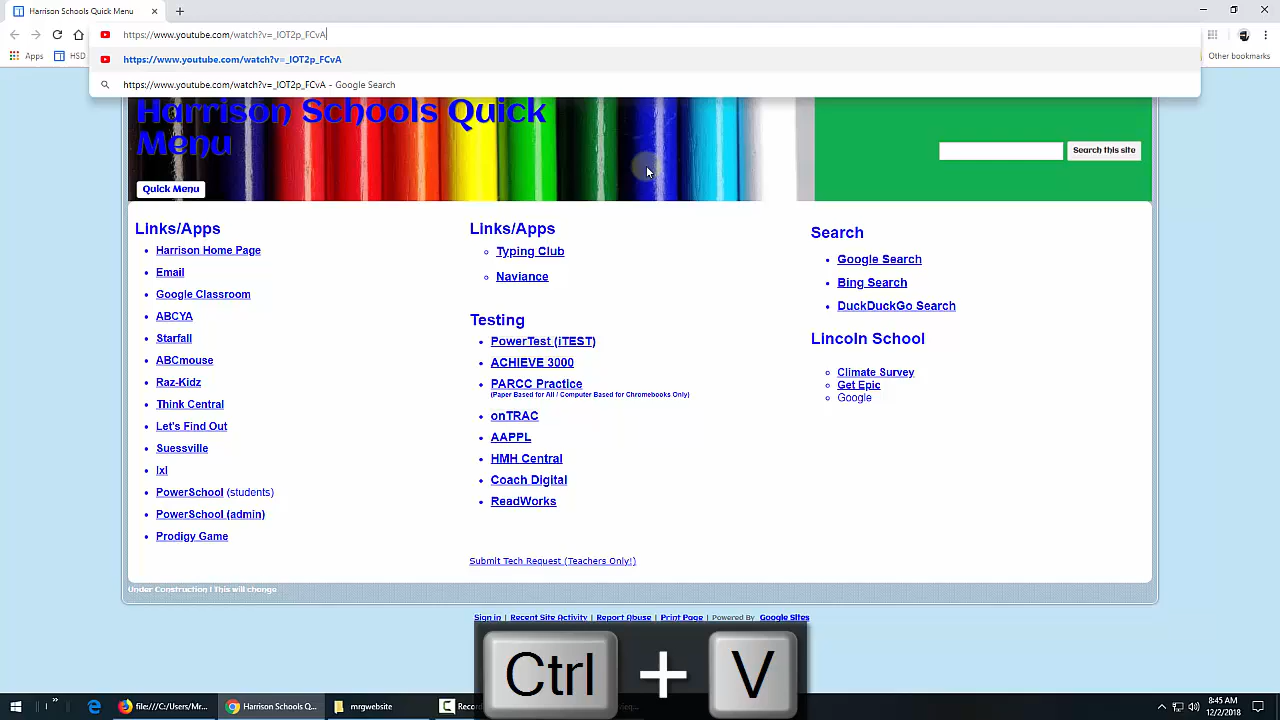 Harrison Schools Quick Menu
https://www.youtube.com/watch?v=_lOT2p_FCvA
Apps
HSD
https://www.youtube.com/watch?v=_lOT2p_FCvA
Other bookmarks
https://www.youtube.com/watch?v=_lOT2p_FCvA - Google Search
Harrison Schools Quick
Menu
Search this site
Quick Menu
Links/Apps
Harrison Home Page
Email
Google Classroom
ABCYA
Starfall
ABCmouse
Raz-Kidz
Think Central
Let's Find Out
Suessville
Ixl
PowerSchool (students)
PowerSchool (admin)
Prodigy Game
Links/Apps
Typing Club
Naviance
Testing
PowerTest (iTEST)
ACHIEVE 3000
PARCC Practice
(Paper Based for All / Computer Based for Chromebooks Only)
onTRAC
AAPPL
HMH Central
Coach Digital
ReadWorks
Submit Tech Request (Teachers Only!)
Search
Google Search
Bing Search
DuckDuckGo Search
Lincoln School
Climate Survey
Get Epic
Google
Under Construction ! This will change
Sign in | Recent Site Activity | Report Abuse | Print Page | Powered By Google Sites
Ctrl + V
file:///C:/Users/Mr...
Harrison Schools Q...
mrgwebsite
8:45 AM
12/2/2018